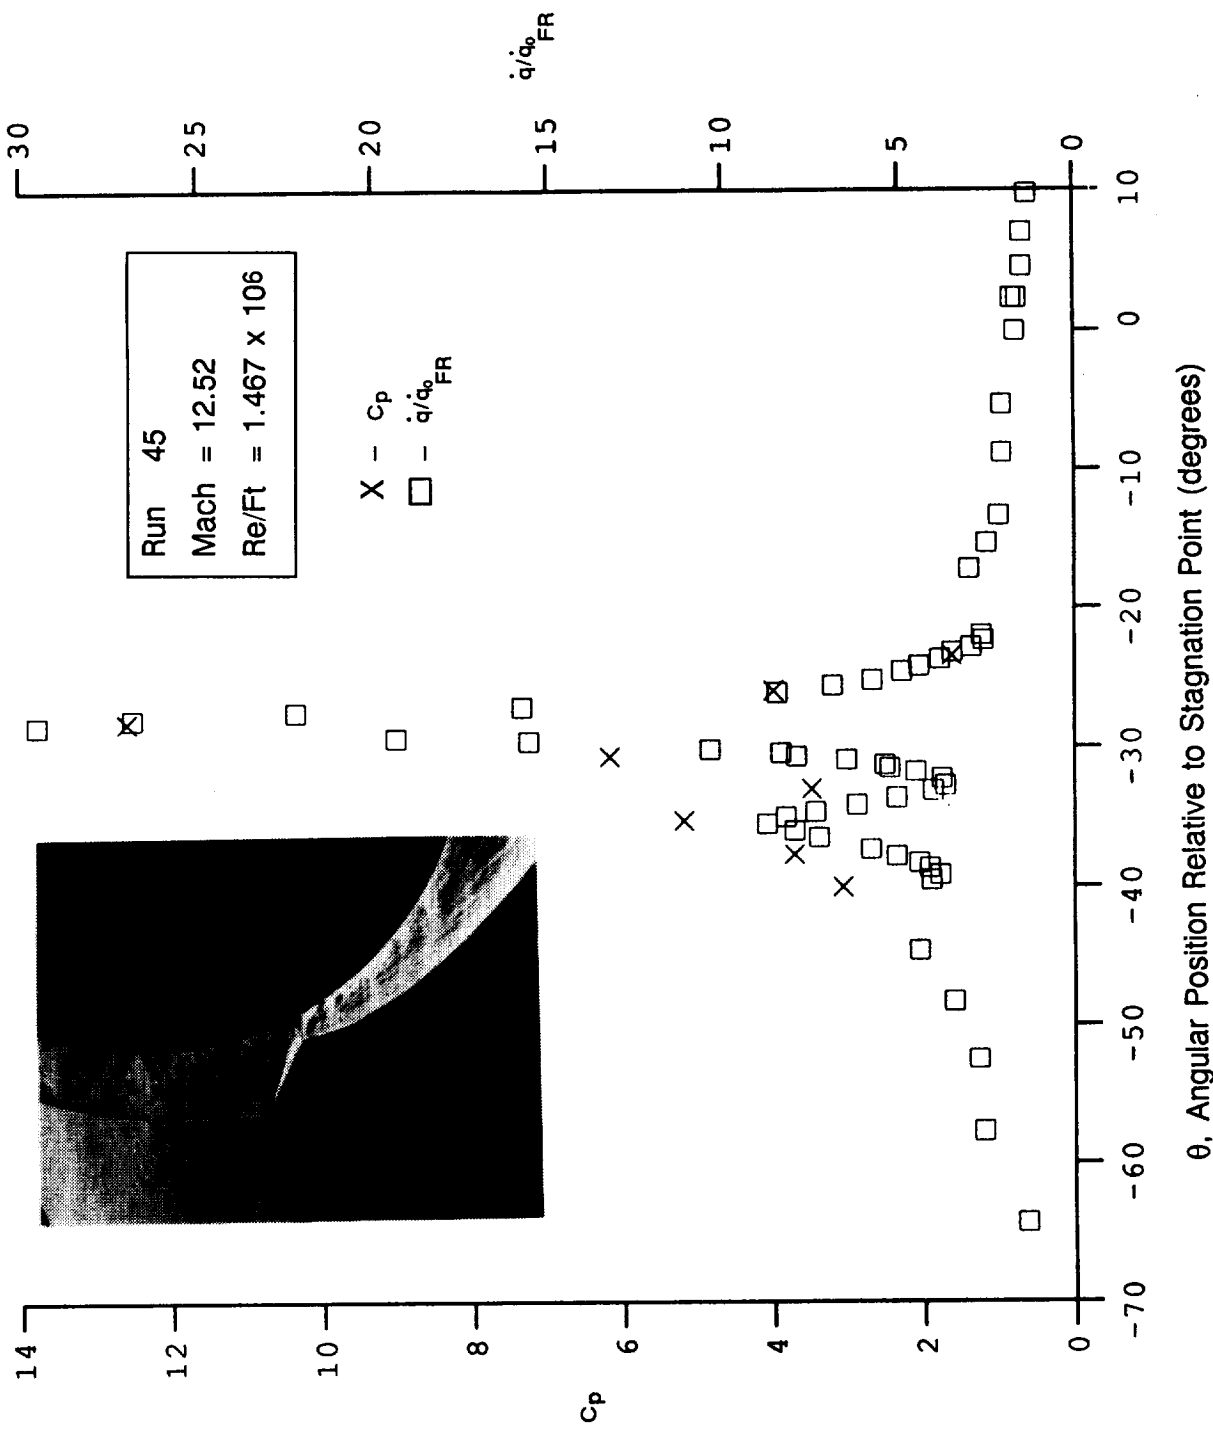 Run 45
Mach = 12.52
Re/Ft = 1.467 x 10⁶
X – Cp
□ – q̇/q̇₀FR
Cp
14
12
10
8
6
4
2
0
q̇/q̇₀FR
30
25
20
15
10
5
0
-70 -60 -50 -40 -30 -20 -10 0 10
θ, Angular Position Relative to Stagnation Point (degrees)